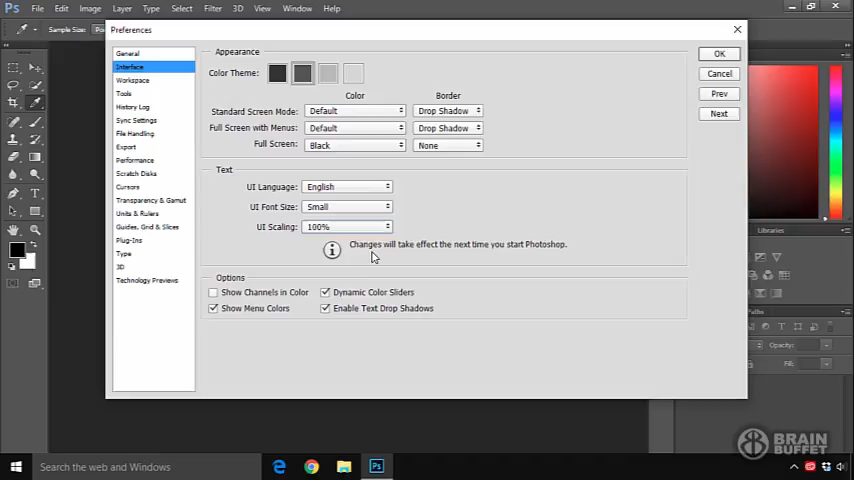 Ps File Edit Image Layer Type Select Filter 3D View Window Help
Sample Size:
Preferences
General
Interface
Workspace
Tools
History Log
Sync Settings
File Handling
Export
Performance
Scratch Disks
Cursors
Transparency & Gamut
Units & Rulers
Guides, Grid & Slices
Plug-Ins
Type
3D
Technology Previews
Appearance
Color Theme:
Color Border
Standard Screen Mode: Default Drop Shadow
Full Screen with Menus: Default Drop Shadow
Full Screen: Black None
Text
UI Language: English
UI Font Size: Small
UI Scaling: 100%
Changes will take effect the next time you start Photoshop.
Options
Show Channels in Color Dynamic Color Sliders
Show Menu Colors Enable Text Drop Shadows
OK
Cancel
Prev
Next
Libraries
Paths
Opacity:
Fill:
BRAIN
BUFFET
Search the web and Windows
Ps